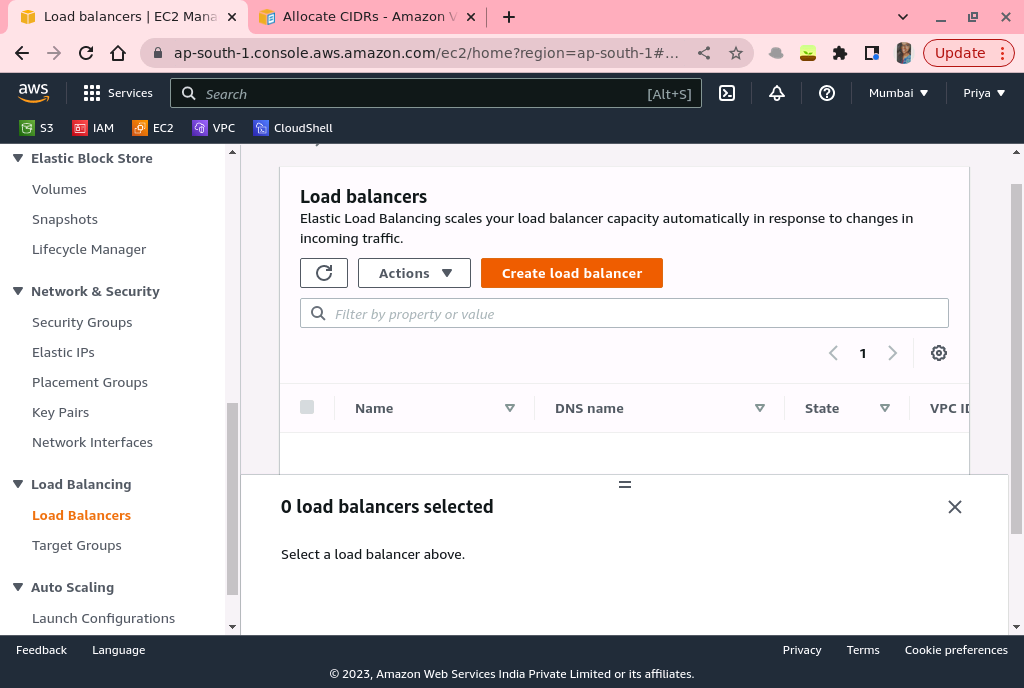 Load balancers | EC2 Mana
Allocate CIDRs - Amazon V
ap-south-1.console.aws.amazon.com/ec2/home?region=ap-south-1#...
Update
aws
Services
Search
[Alt+S]
Mumbai
Priya
S3
IAM
EC2
VPC
CloudShell
Elastic Block Store
Volumes
Snapshots
Lifecycle Manager
Network & Security
Security Groups
Elastic IPs
Placement Groups
Key Pairs
Network Interfaces
Load Balancing
Load Balancers
Target Groups
Auto Scaling
Launch Configurations
Load balancers
Elastic Load Balancing scales your load balancer capacity automatically in response to changes in
incoming traffic.
Actions
Create load balancer
Filter by property or value
1
Name
DNS name
State
VPC ID
0 load balancers selected
Select a load balancer above.
Feedback
Language
Privacy
Terms
Cookie preferences
© 2023, Amazon Web Services India Private Limited or its affiliates.